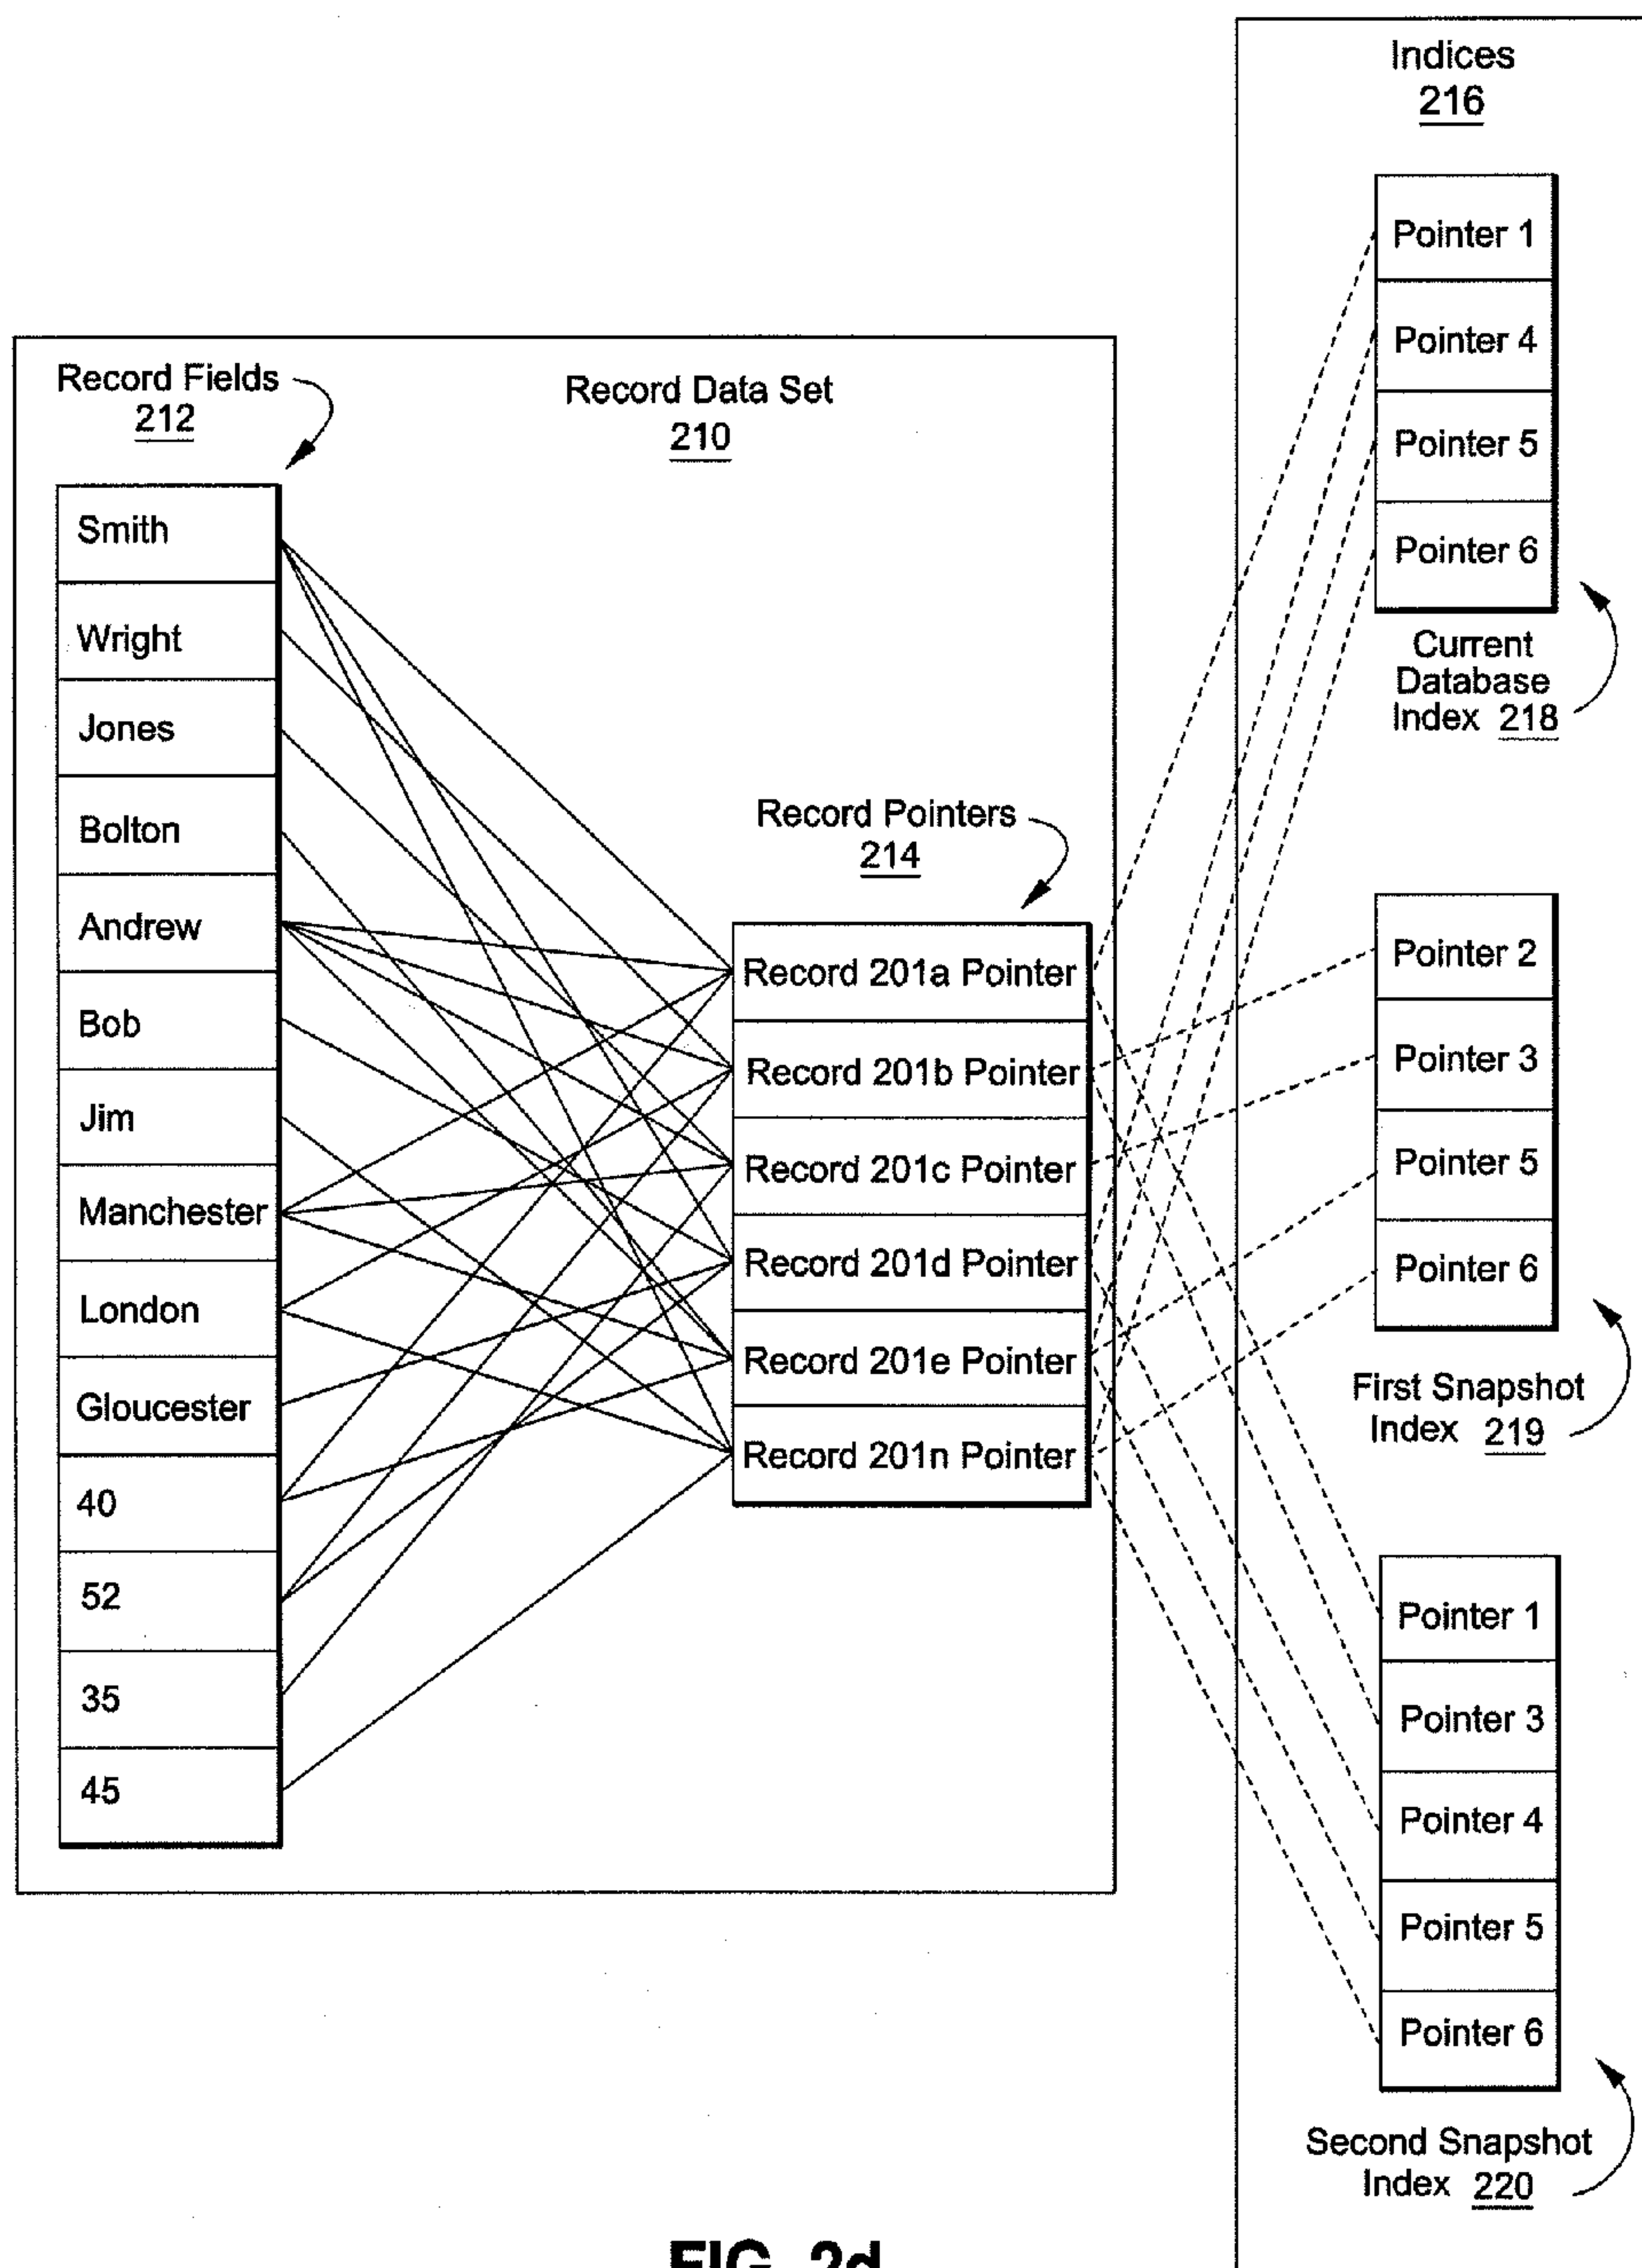 Indices
216
Pointer 1
Pointer 4
Pointer 5
Pointer 6
Current
Database
Index 218
Record Fields
212
Record Data Set
210
Smith
Wright
Jones
Bolton
Andrew
Bob
Jim
Manchester
London
Gloucester
40
52
35
45
Record Pointers
214
Record 201a Pointer
Record 201b Pointer
Record 201c Pointer
Record 201d Pointer
Record 201e Pointer
Record 201n Pointer
Pointer 2
Pointer 3
Pointer 5
Pointer 6
First Snapshot
Index 219
Pointer 1
Pointer 3
Pointer 4
Pointer 5
Pointer 6
Second Snapshot
Index 220
FIG. 2d